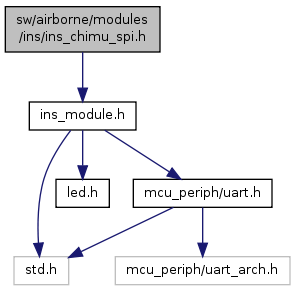 sw/airborne/modules
/ins/ins_chimu_spi.h
ins_module.h
led.h
mcu_periph/uart.h
std.h
mcu_periph/uart_arch.h